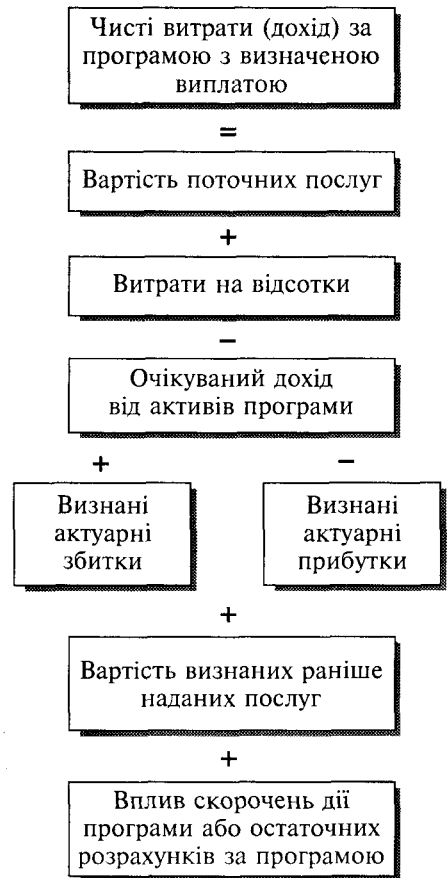 Чисті витрати (дохід) за
програмою з визначеною
виплатою
=
Вартість поточних послуг
+
Витрати на відсотки
−
Очікуваний дохід
від активів програми
+ −
Визнані
актуарні
збитки
Визнані
актуарні
прибутки
+
Вартість визнаних раніше
наданих послуг
+
Вплив скорочень дії
програми або остаточних
розрахунків за програмою